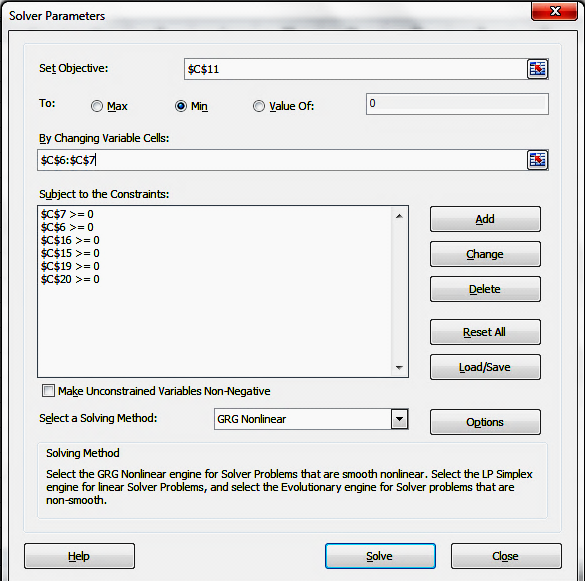 Solver Parameters
Set Objective: $C$11
To: Max Min Value Of: 0
By Changing Variable Cells:
$C$6:$C$7
Subject to the Constraints:
$C$7 >= 0
$C$6 >= 0
$C$16 >= 0
$C$15 >= 0
$C$19 >= 0
$C$20 >= 0
Add
Change
Delete
Reset All
Load/Save
Make Unconstrained Variables Non-Negative
Select a Solving Method: GRG Nonlinear Options
Solving Method
Select the GRG Nonlinear engine for Solver Problems that are smooth nonlinear. Select the LP Simplex
engine for linear Solver Problems, and select the Evolutionary engine for Solver problems that are
non-smooth.
Help Solve Close